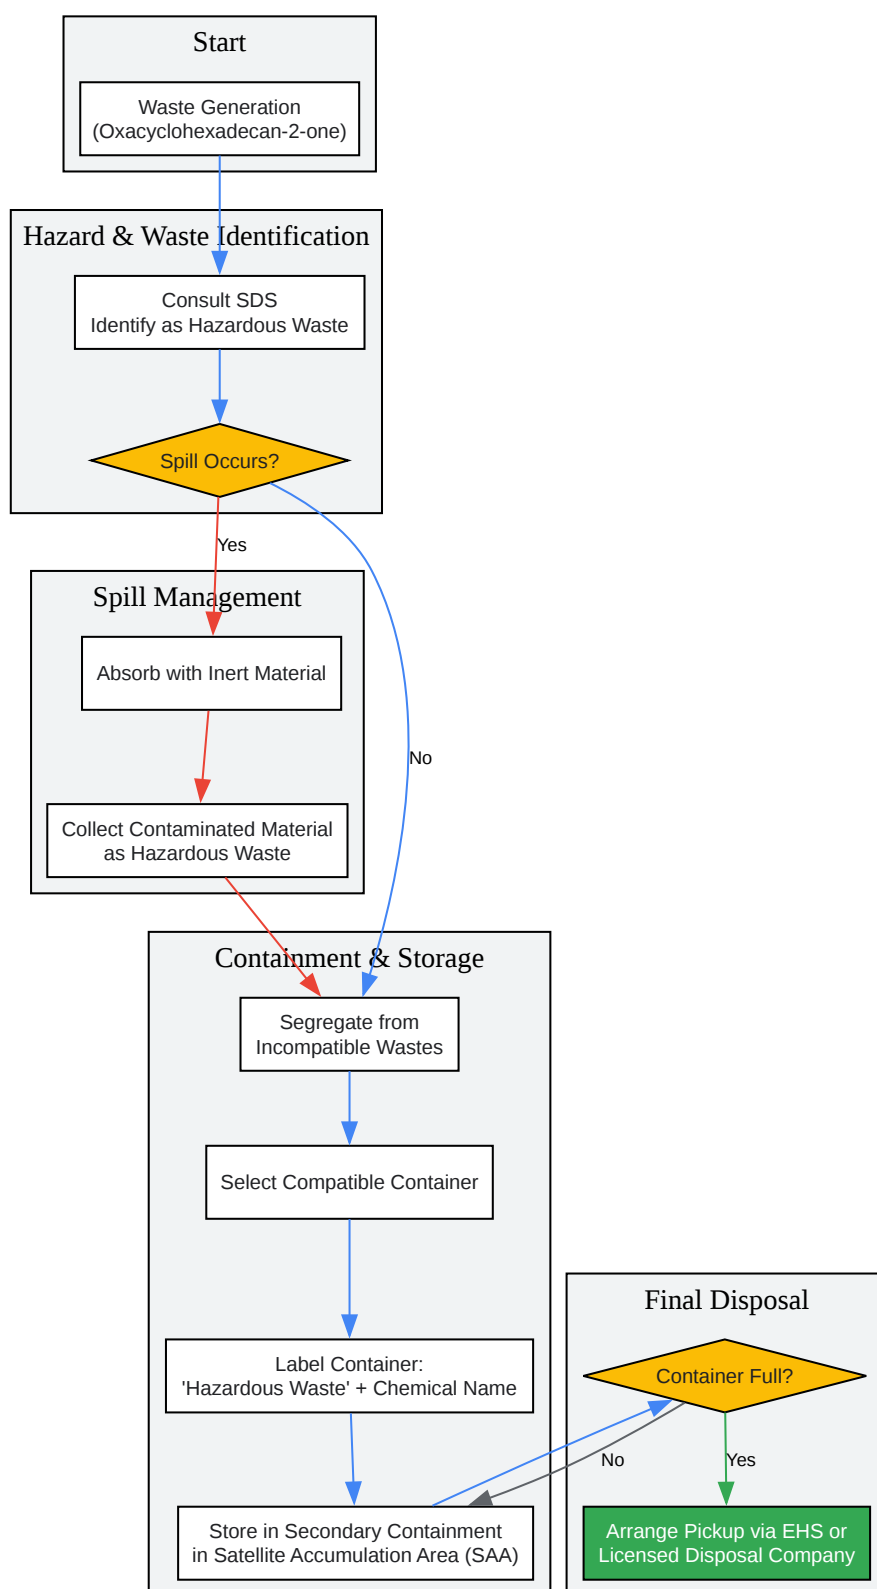 Start
Waste Generation
(Oxacyclohexadecan-2-one)
Hazard & Waste Identification
Consult SDS
Identify as Hazardous Waste
Spill Occurs?
Yes
Spill Management
Absorb with Inert Material
No
Collect Contaminated Material
as Hazardous Waste
Containment & Storage
Segregate from
Incompatible Wastes
Select Compatible Container
Label Container:
'Hazardous Waste' + Chemical Name
Store in Secondary Containment
in Satellite Accumulation Area (SAA)
Final Disposal
Container Full?
No
Yes
Arrange Pickup via EHS or
Licensed Disposal Company